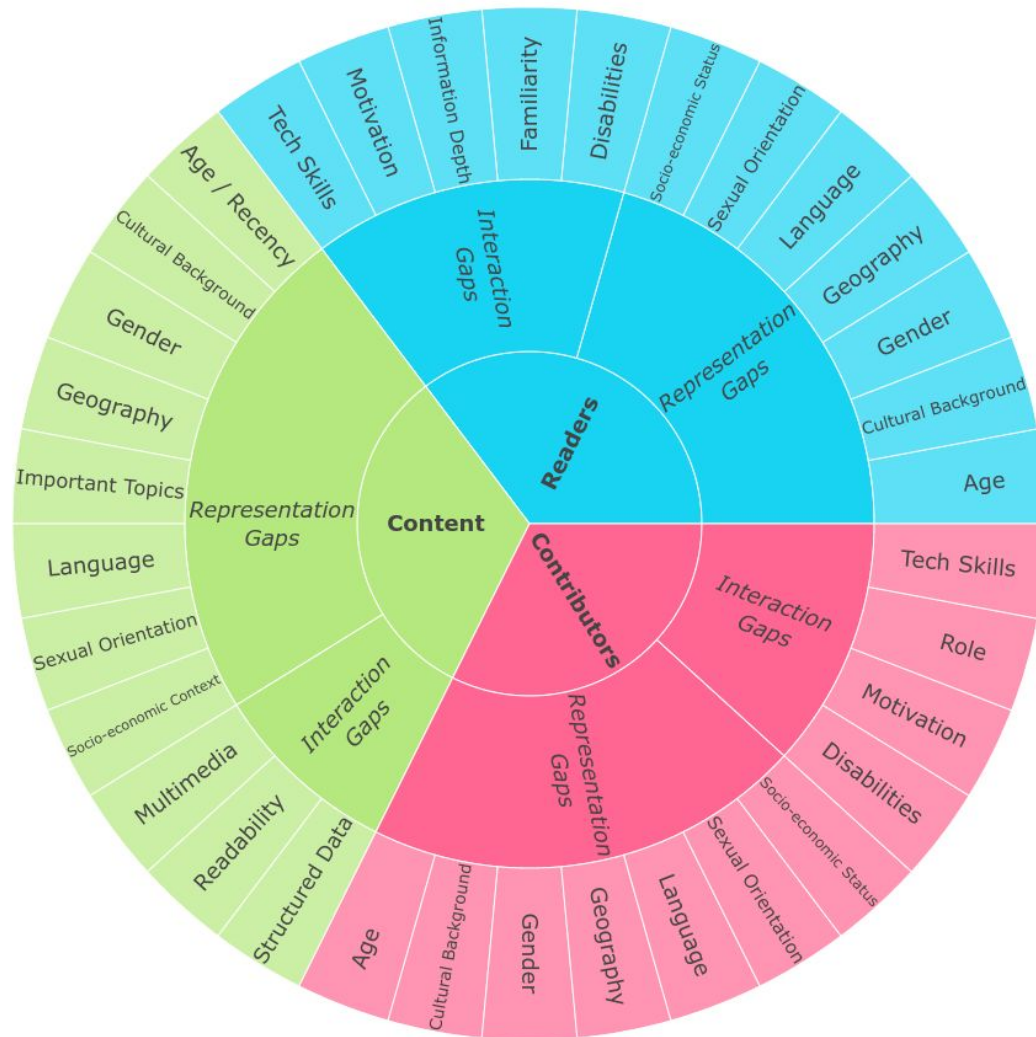 Readers
Interaction
Gaps
Tech Skills
Motivation
Information Depth
Familiarity
Disabilities
Representation
Gaps
Socio-economic Status
Sexual Orientation
Language
Geography
Gender
Cultural Background
Age
Contributors
Interaction
Gaps
Tech Skills
Role
Motivation
Disabilities
Representation
Gaps
Socio-economic Status
Sexual Orientation
Language
Geography
Gender
Cultural Background
Age
Content
Interaction
Gaps
Structured Data
Readability
Multimedia
Representation
Gaps
Socio-economic Context
Sexual Orientation
Language
Important Topics
Geography
Gender
Cultural Background
Age / Recency